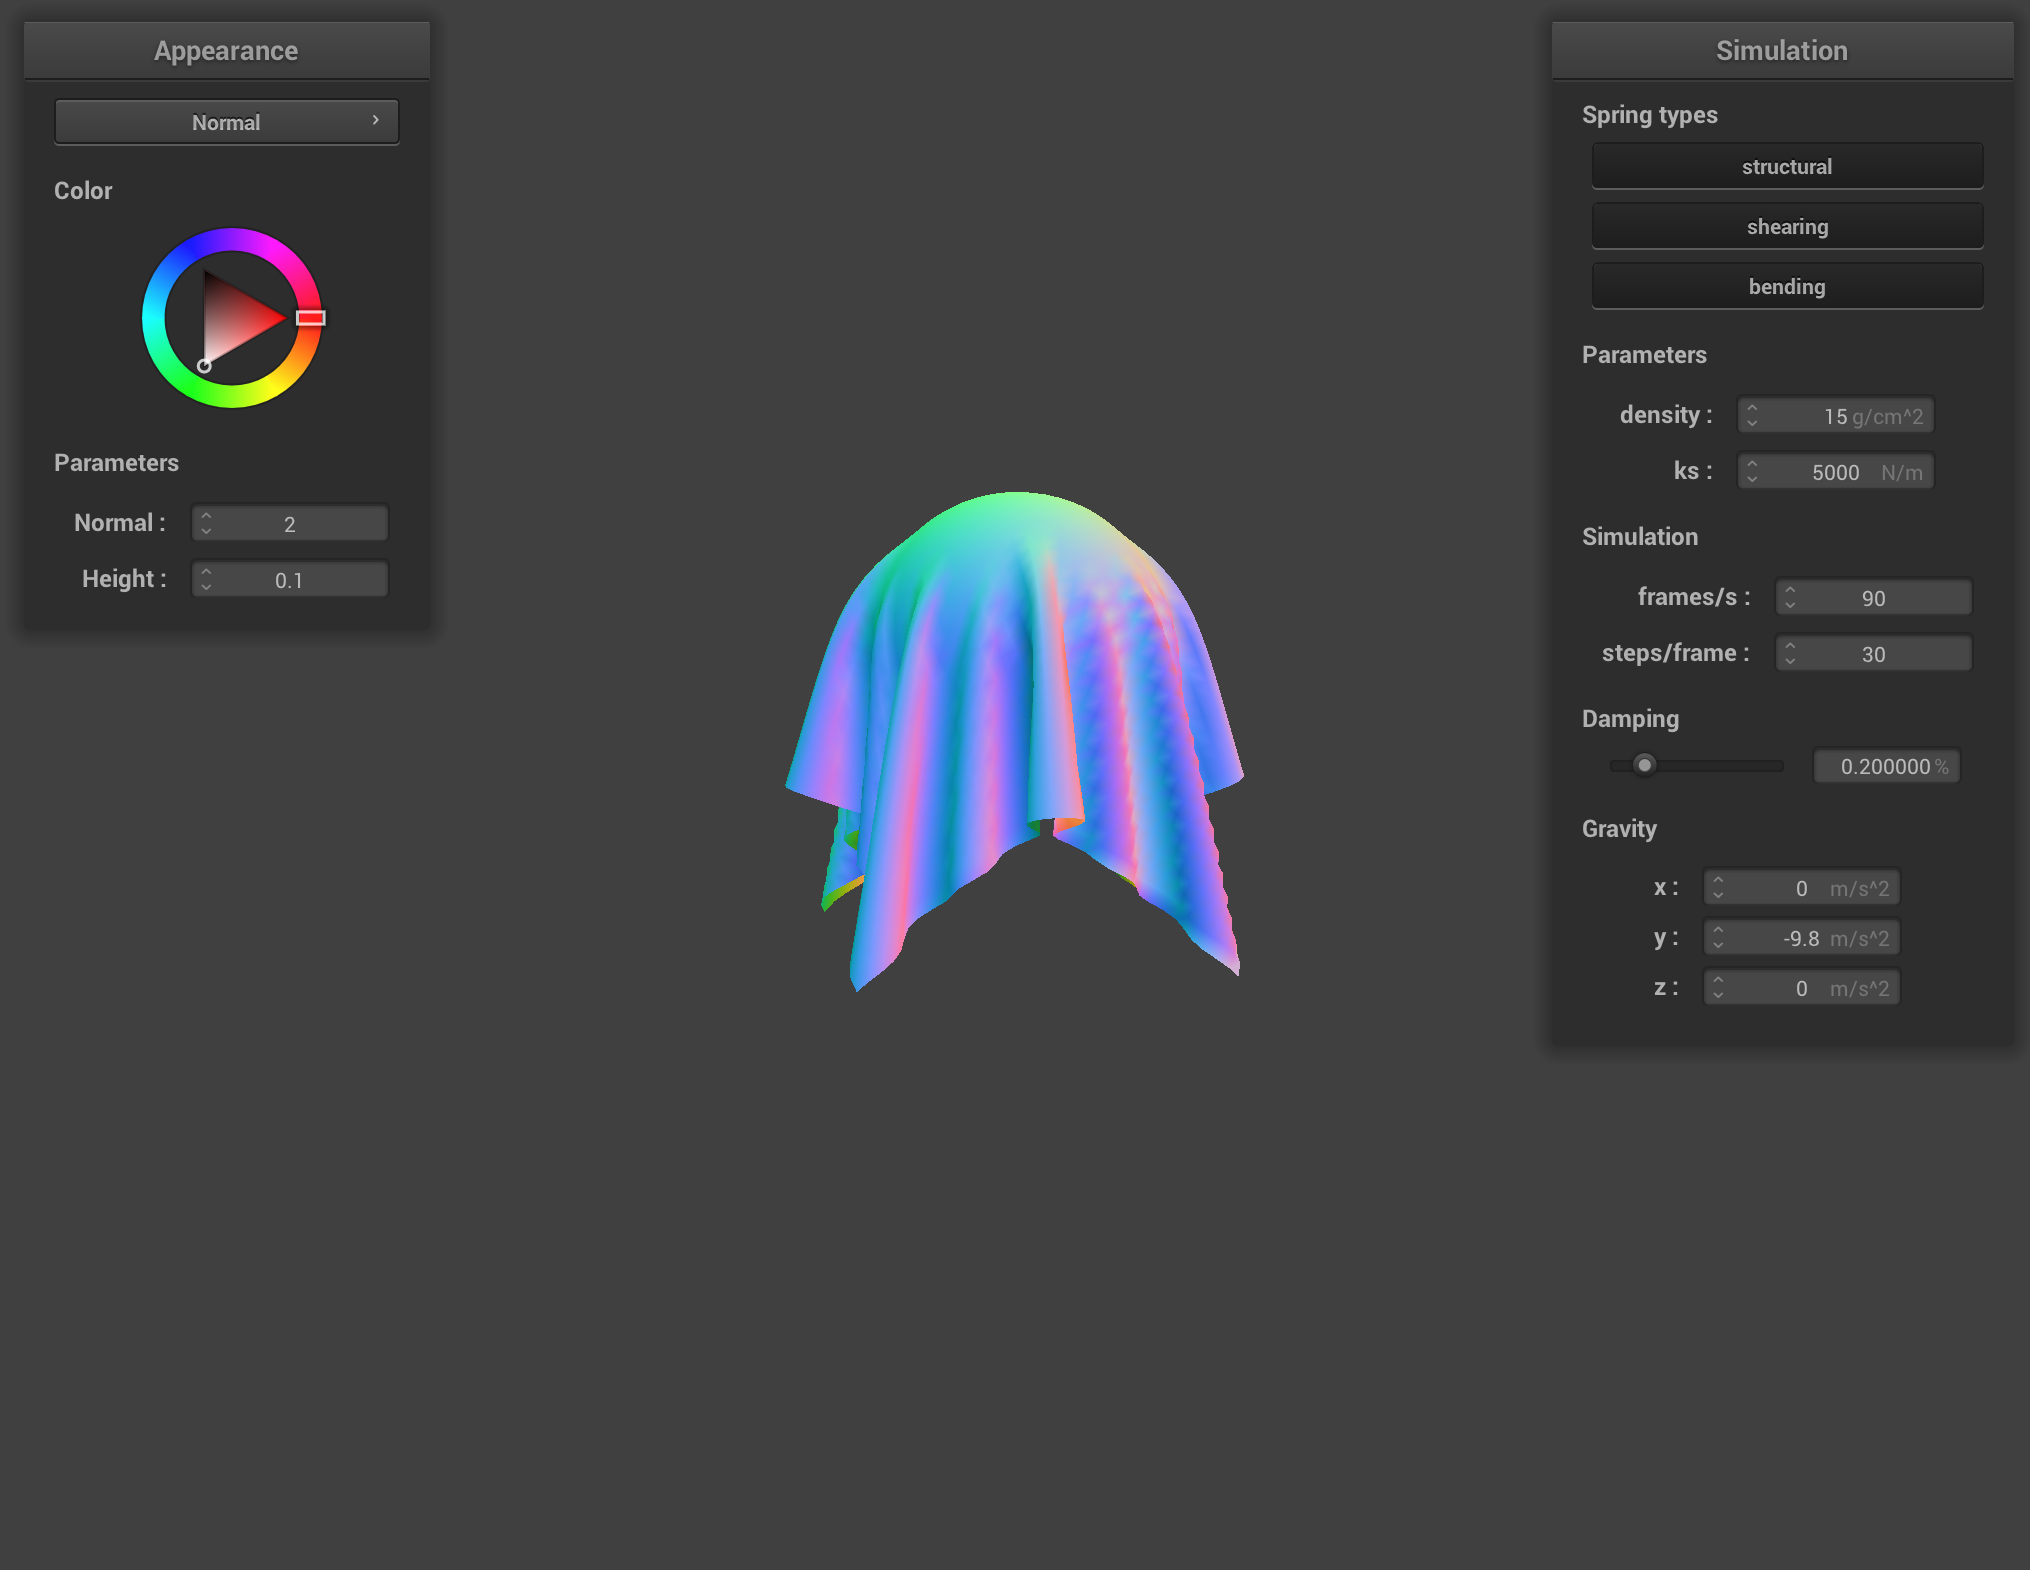 Appearance
Normal
Color
Parameters
Normal : 2
Height : 0.1
Simulation
Spring types
structural
shearing
bending
Parameters
density : 15 g/cm^2
ks : 5000 N/m
Simulation
frames/s : 90
steps/frame : 30
Damping
0.200000 %
Gravity
x : 0 m/s^2
y : -9.8 m/s^2
z : 0 m/s^2